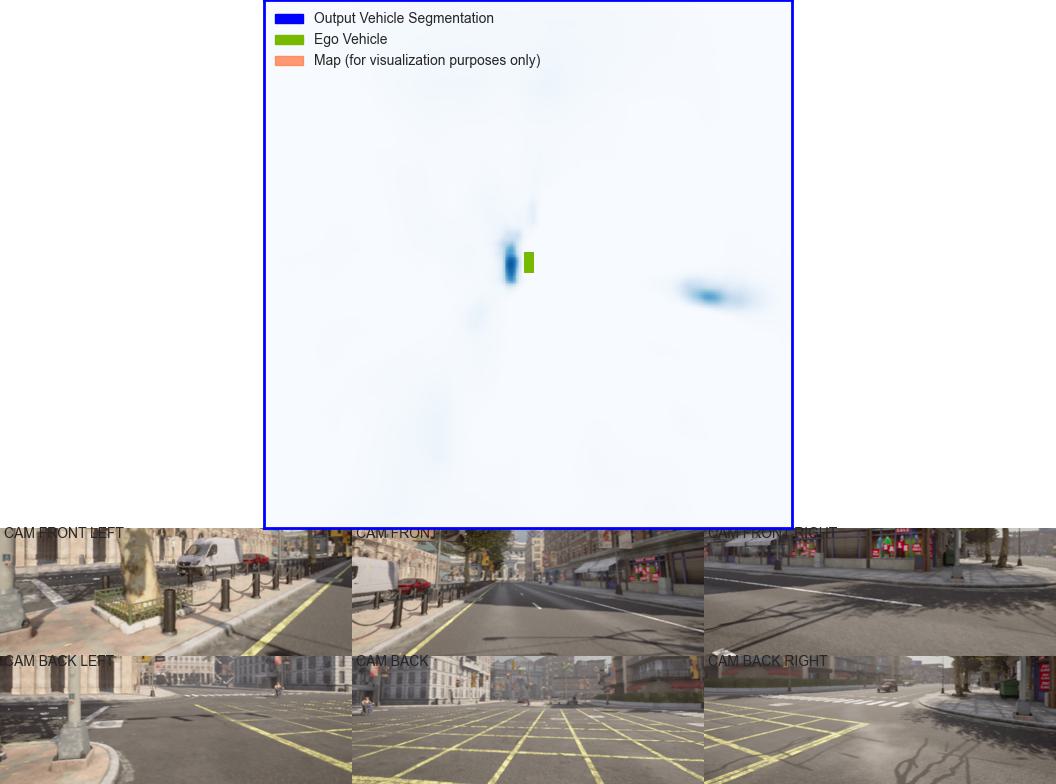 Output Vehicle Segmentation
Ego Vehicle
Map (for visualization purposes only)
CAM FRONT LEFT
CAM FRONT
CAM FRONT RIGHT
CAM BACK LEFT
CAM BACK
CAM BACK RIGHT